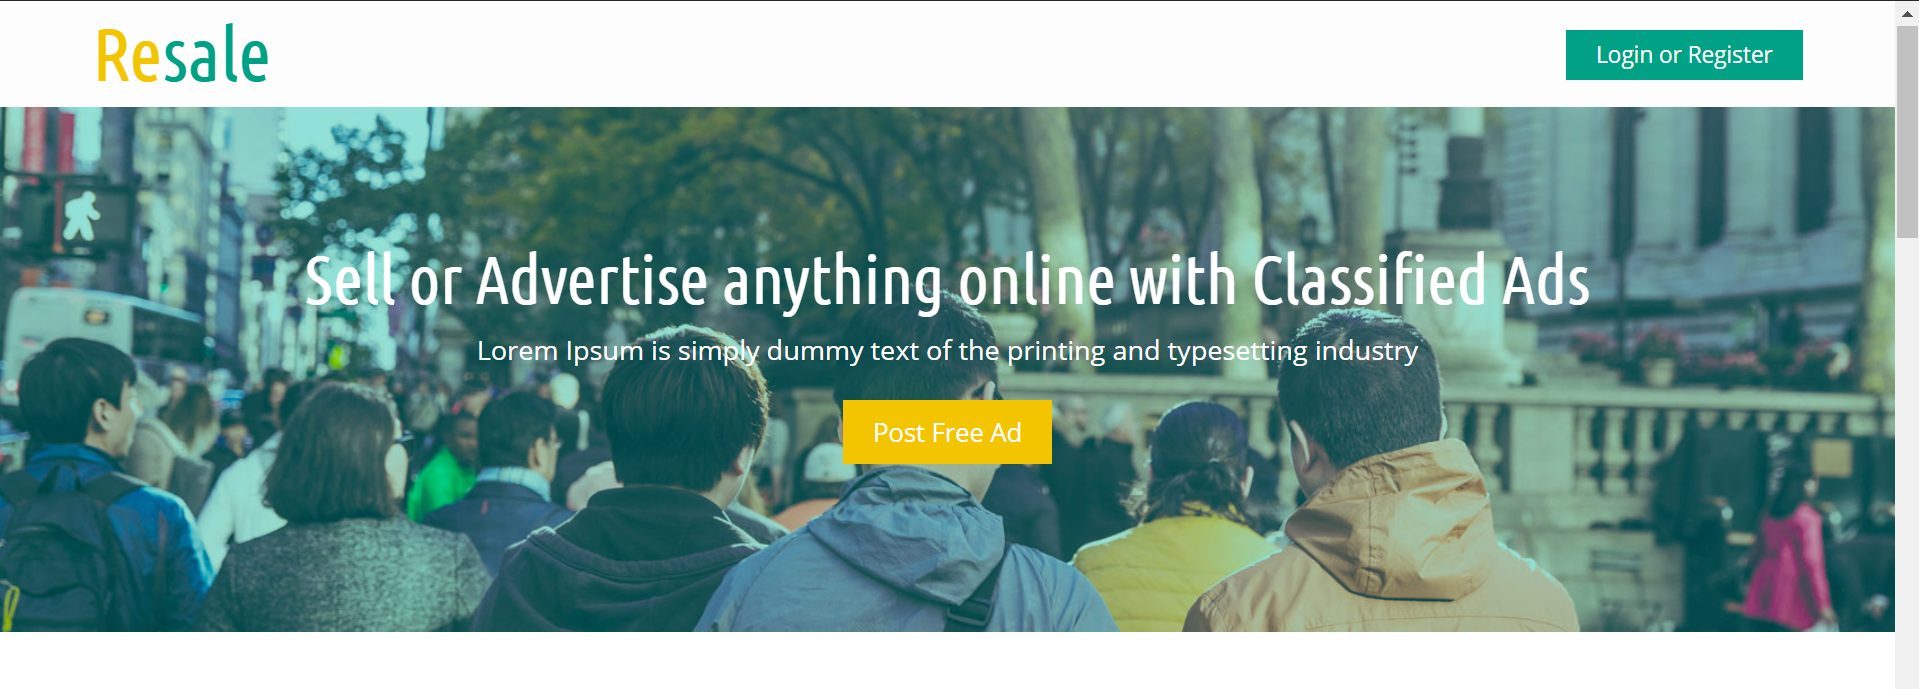 Resale
Login or Register
Sell or Advertise anything online with Classified Ads
Lorem Ipsum is simply dummy text of the printing and typesetting industry
Post Free Ad